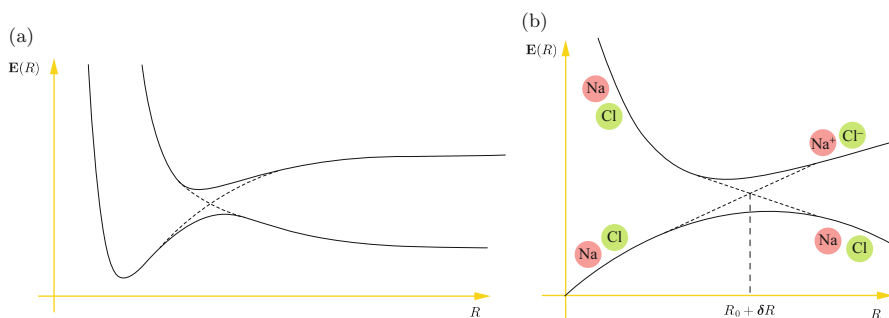 (a)
E(R)
R
(b)
E(R)
Na
Cl
Na⁺
Cl⁻
Na
Cl
Na
Cl
R₀ + δR
R